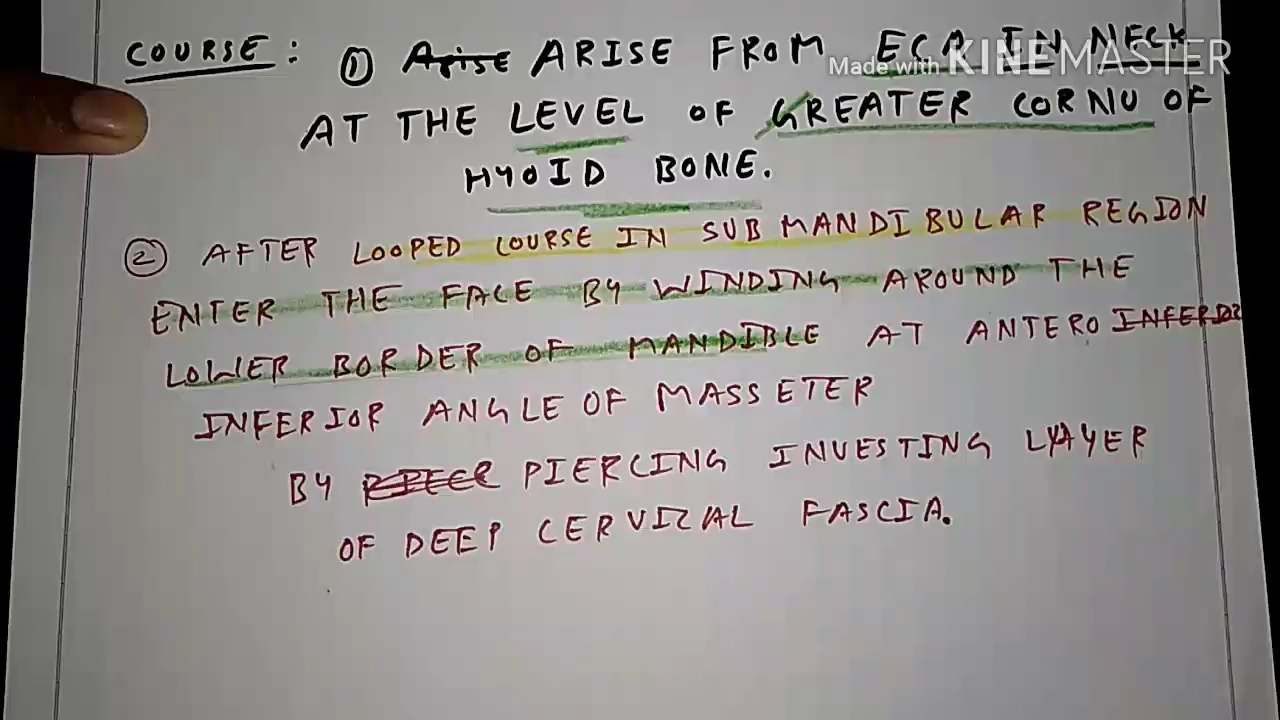 COURSE : ① Arise ARISE FROM ECA IN NECK
Made with KINEMASTER
AT THE LEVEL OF GREATER CORNU OF
HYOID BONE.
② AFTER LOOPED COURSE IN SUBMANDIBULAR REGION
ENTER THE FACE BY WINDING AROUND THE
LOWER BORDER OF MANDIBLE AT ANTERO INFERIOR
INFERIOR ANGLE OF MASSETER
BY PIERCING INVESTING LYAYER
OF DEEP CERVICAL FASCIA.